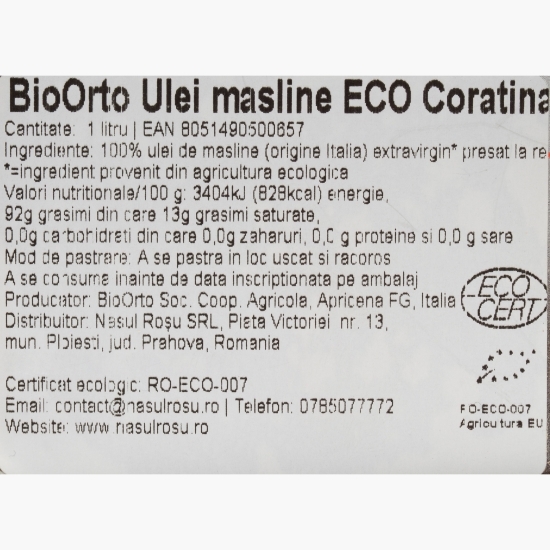 BioOrto Ulei masline ECO Coratina
Cantitate: 1 litru | EAN 8051490500657
Ingrediente: 100% ulei de masline (origine Italia) extravirgin* presat la re
*=ingredient provenit din agricultura ecologica
Valori nutritionale/100 g: 3404kJ (828kcal) energie,
92g grasimi din care 13g grasimi saturate,
0,0g carbohidrati din care 0,0g zaharuri, 0,0 g proteine si 0,0 g sare
Mod de pastrare: A se pastra in loc uscat si racoros
A se consuma inainte de data inscriptionata pe ambalaj
Producator: BioOrto Soc. Coop. Agricola, Apricena FG, Italia
Distribuitor: Nasul Roşu SRL, Piata Victoriei nr. 13,
mun. Ploiesti, jud. Prahova, Romania
ECO
CERT
Certificat ecologic: RO-ECO-007
Email: contact@nasulrosu.ro | Telefon: 0785077772
Website: www.nasulrosu.ro
RO-ECO-007
Agricultura EU